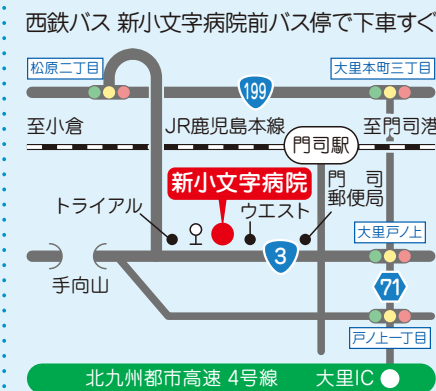 西鉄バス 新小文字病院前バス停で下車すぐ
松原二丁目
大里本町三丁目
199
至小倉
JR鹿児島本線
至門司港
門司駅
新小文字病院
門司
郵便局
トライアル
ウエスト
大里戸ノ上
3
手向山
71
戸ノ上一丁目
北九州都市高速 4号線
大里IC